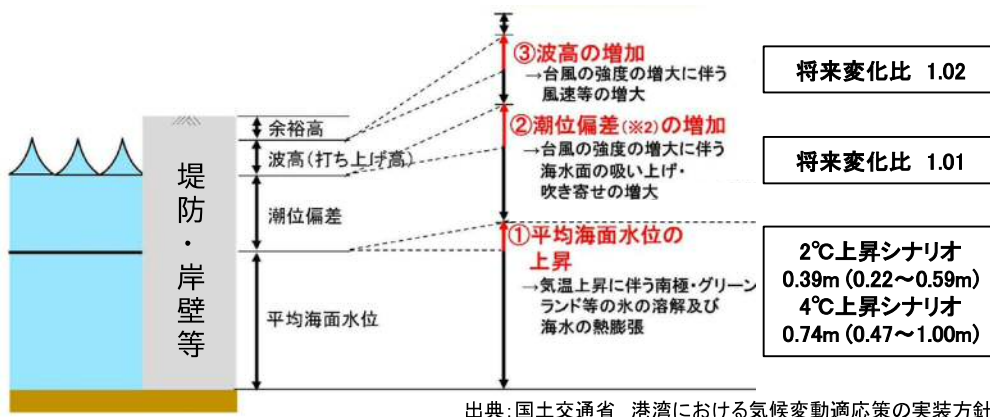 余裕高
波高(打ち上げ高)
潮位偏差
平均海面水位
堤防・岸壁等
③波高の増加
→台風の強度の増大に伴う
風速等の増大
②潮位偏差(※2)の増加
→台風の強度の増大に伴う
海水面の吸い上げ・
吹き寄せの増大
①平均海面水位の
上昇
→気温上昇に伴う南極・グリーン
ランド等の氷の溶解及び
海水の熱膨張
将来変化比 1.02
将来変化比 1.01
2℃上昇シナリオ
0.39m (0.22～0.59m)
4℃上昇シナリオ
0.74m (0.47～1.00m)
出典:国土交通省 港湾における気候変動適応策の実装方針